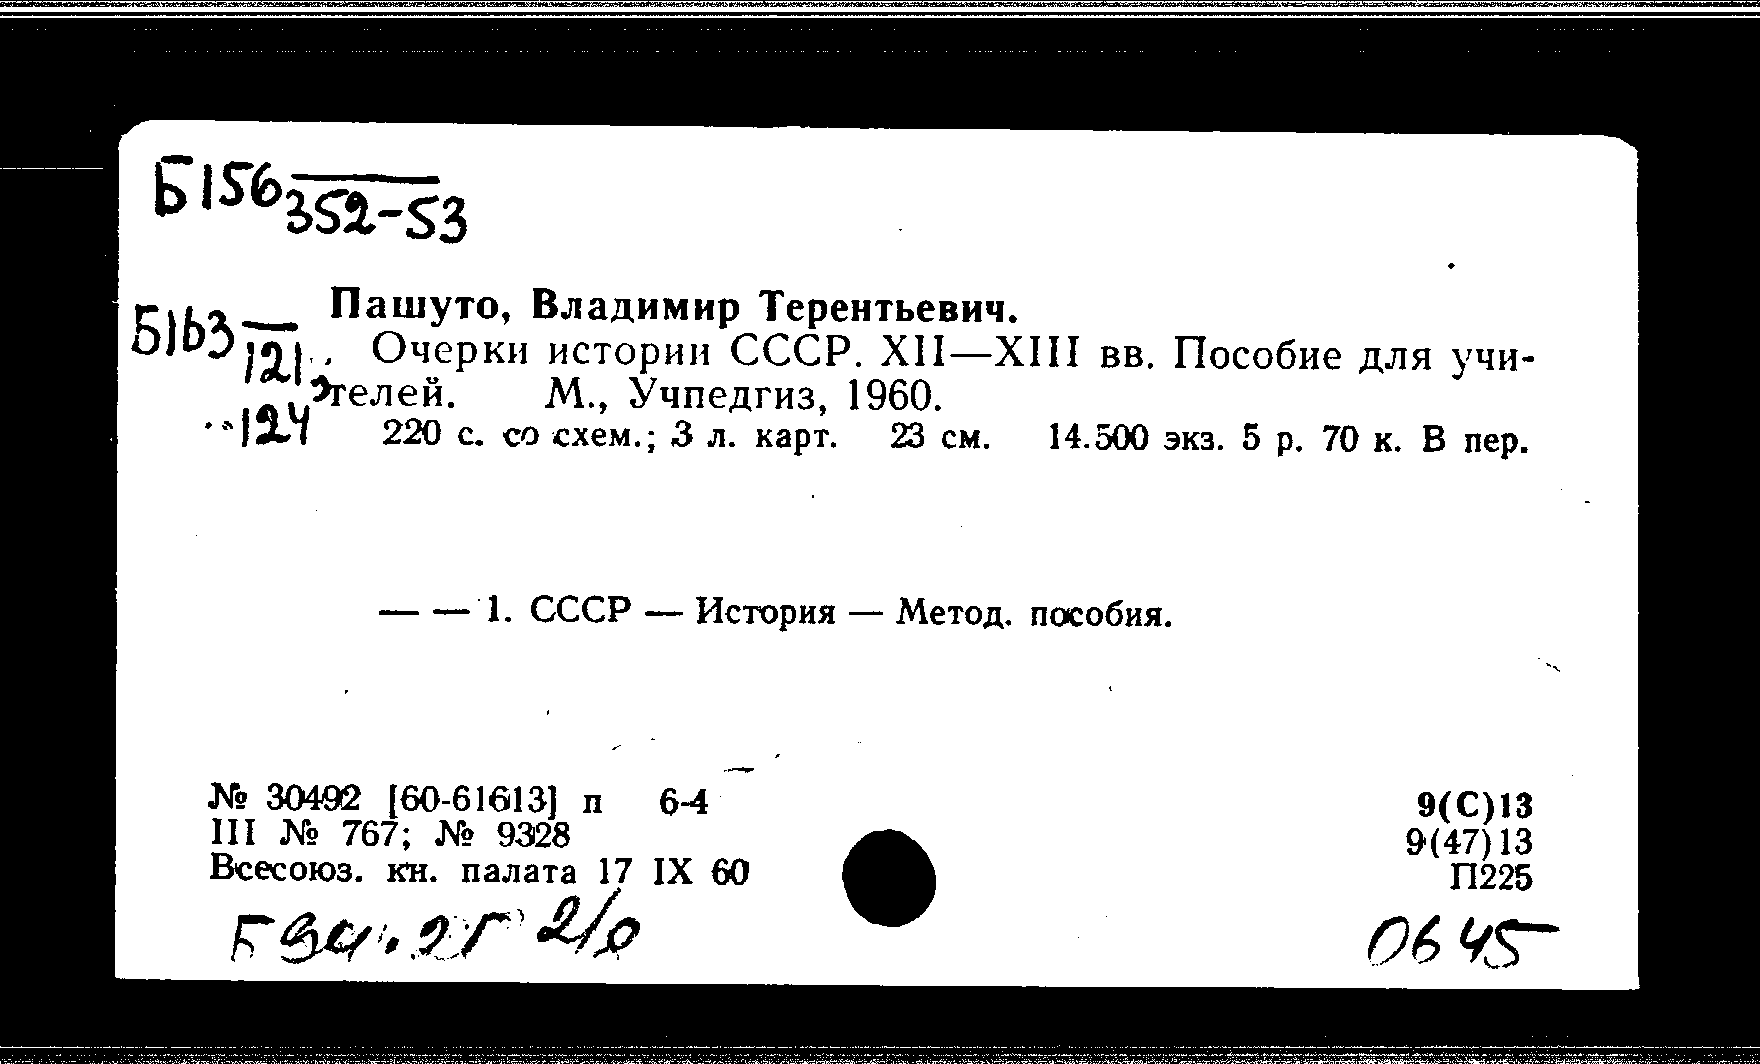 Б156 352-53
Пашуто, Владимир Терентьевич.
Б163 121
Очерки истории СССР. XII—XIII вв. Пособие для учи-
телей. М., Учпедгиз, 1960.
124
220 с. со схем.; 3 л. карт. 23 см. 14.500 экз. 5 р. 70 к. В пер.
— — 1. СССР — История — Метод. пособия.
№ 30492 [60-61613] п 6-4
III № 767; № 9328
Всесоюз. кн. палата 17 IX 60
9(С)13
9(47)13
П225
0645